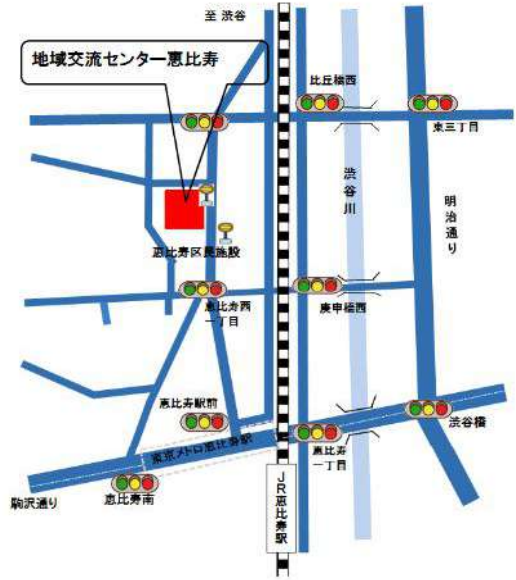 至 渋谷
地域交流センター恵比寿
比丘橋西
東三丁目
渋谷川
明治通り
恵比寿区民施設
恵比寿西
一丁目
庚申橋西
恵比寿駅前
渋谷橋
東京メトロ恵比寿駅
恵比寿
一丁目
恵比寿南
駒沢通り
JR恵比寿駅